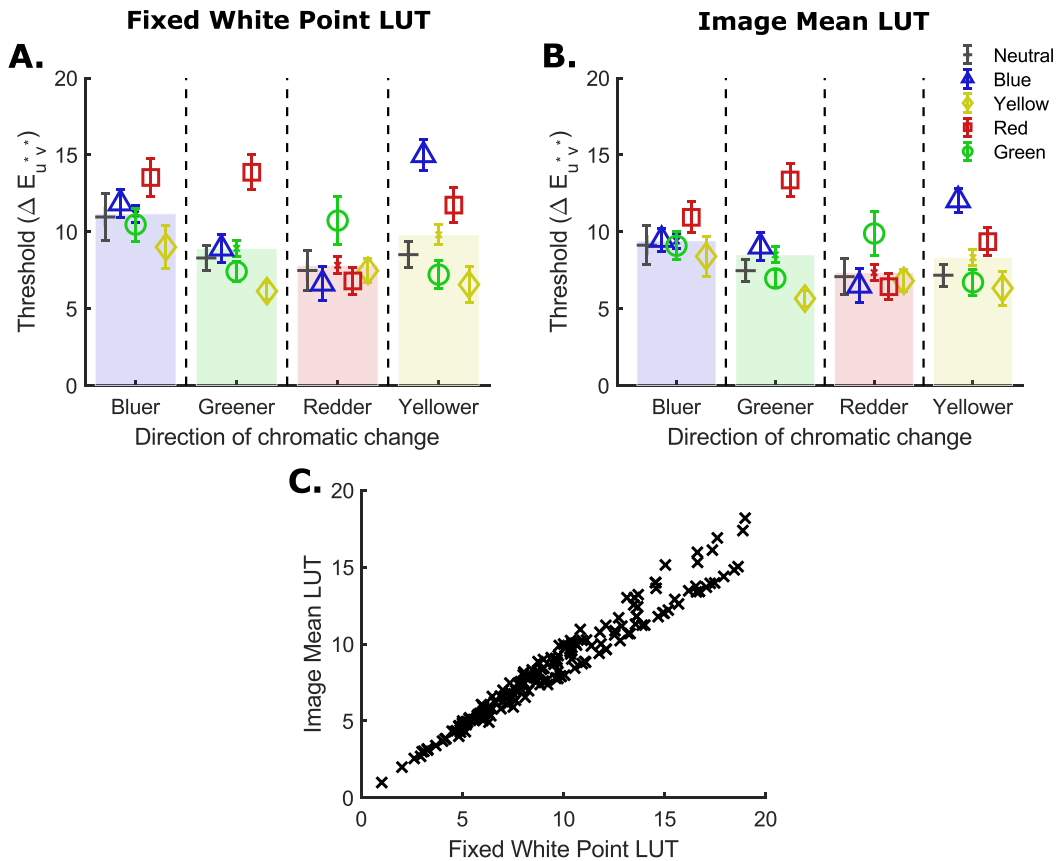 Fixed White Point LUT
Image Mean LUT
A.
B.
Neutral
Blue
Yellow
Red
Green
Threshold (Δ E u*v*)
20
15
10
5
0
Bluer Greener Redder Yellower
Direction of chromatic change
Threshold (Δ E u*v*)
20
15
10
5
0
Bluer Greener Redder Yellower
Direction of chromatic change
C.
Image Mean LUT
20
15
10
5
0
0 5 10 15 20
Fixed White Point LUT